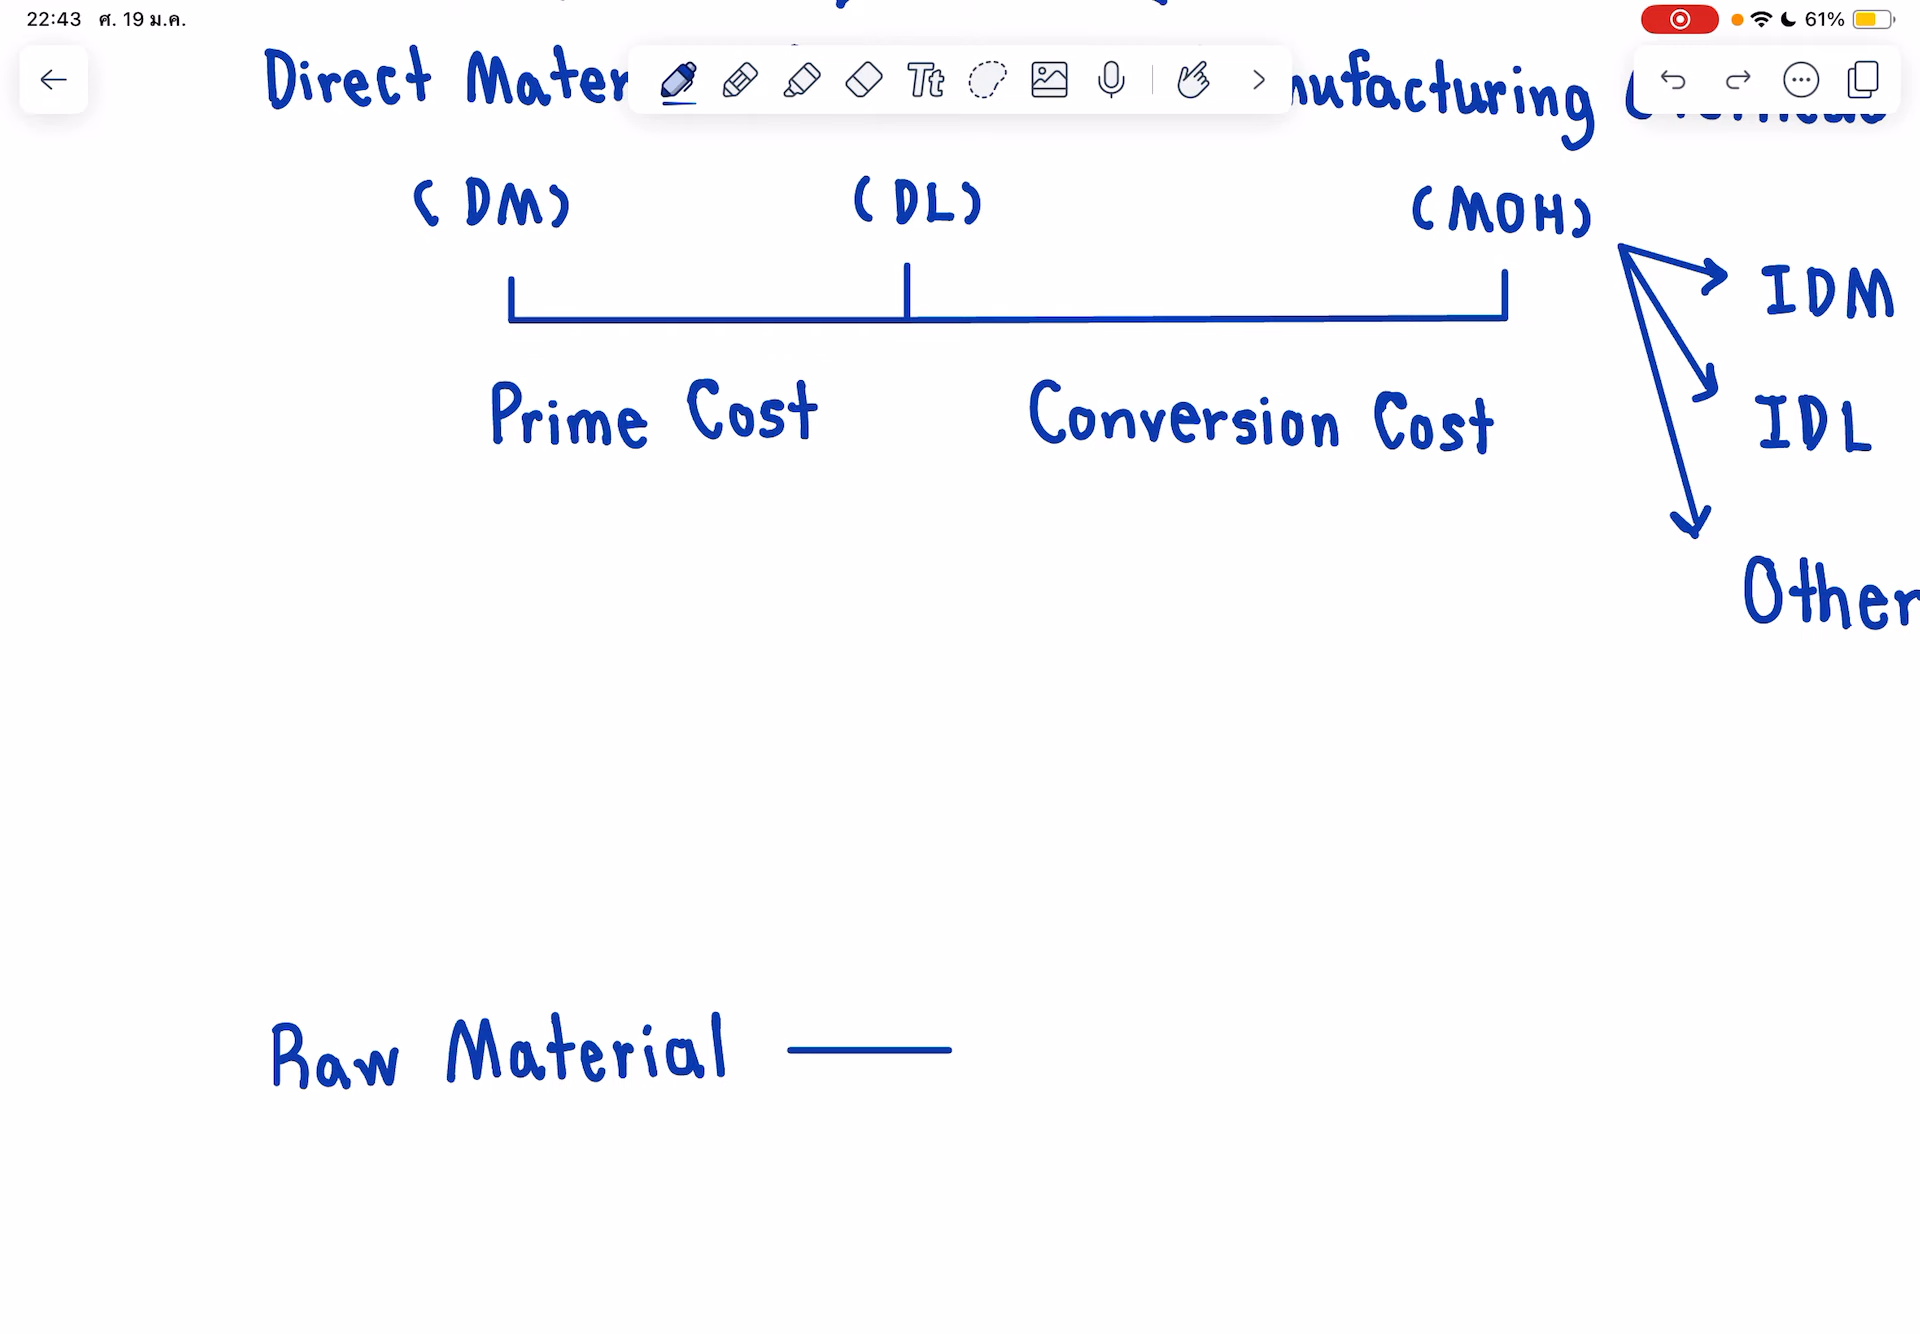 22:43 ศ. 19 ม.ค. 61%
Direct Mater nufacturing
Tt
(DM) (DL) (MOH)
IDM
Prime Cost Conversion Cost IDL
Other
Raw Material —